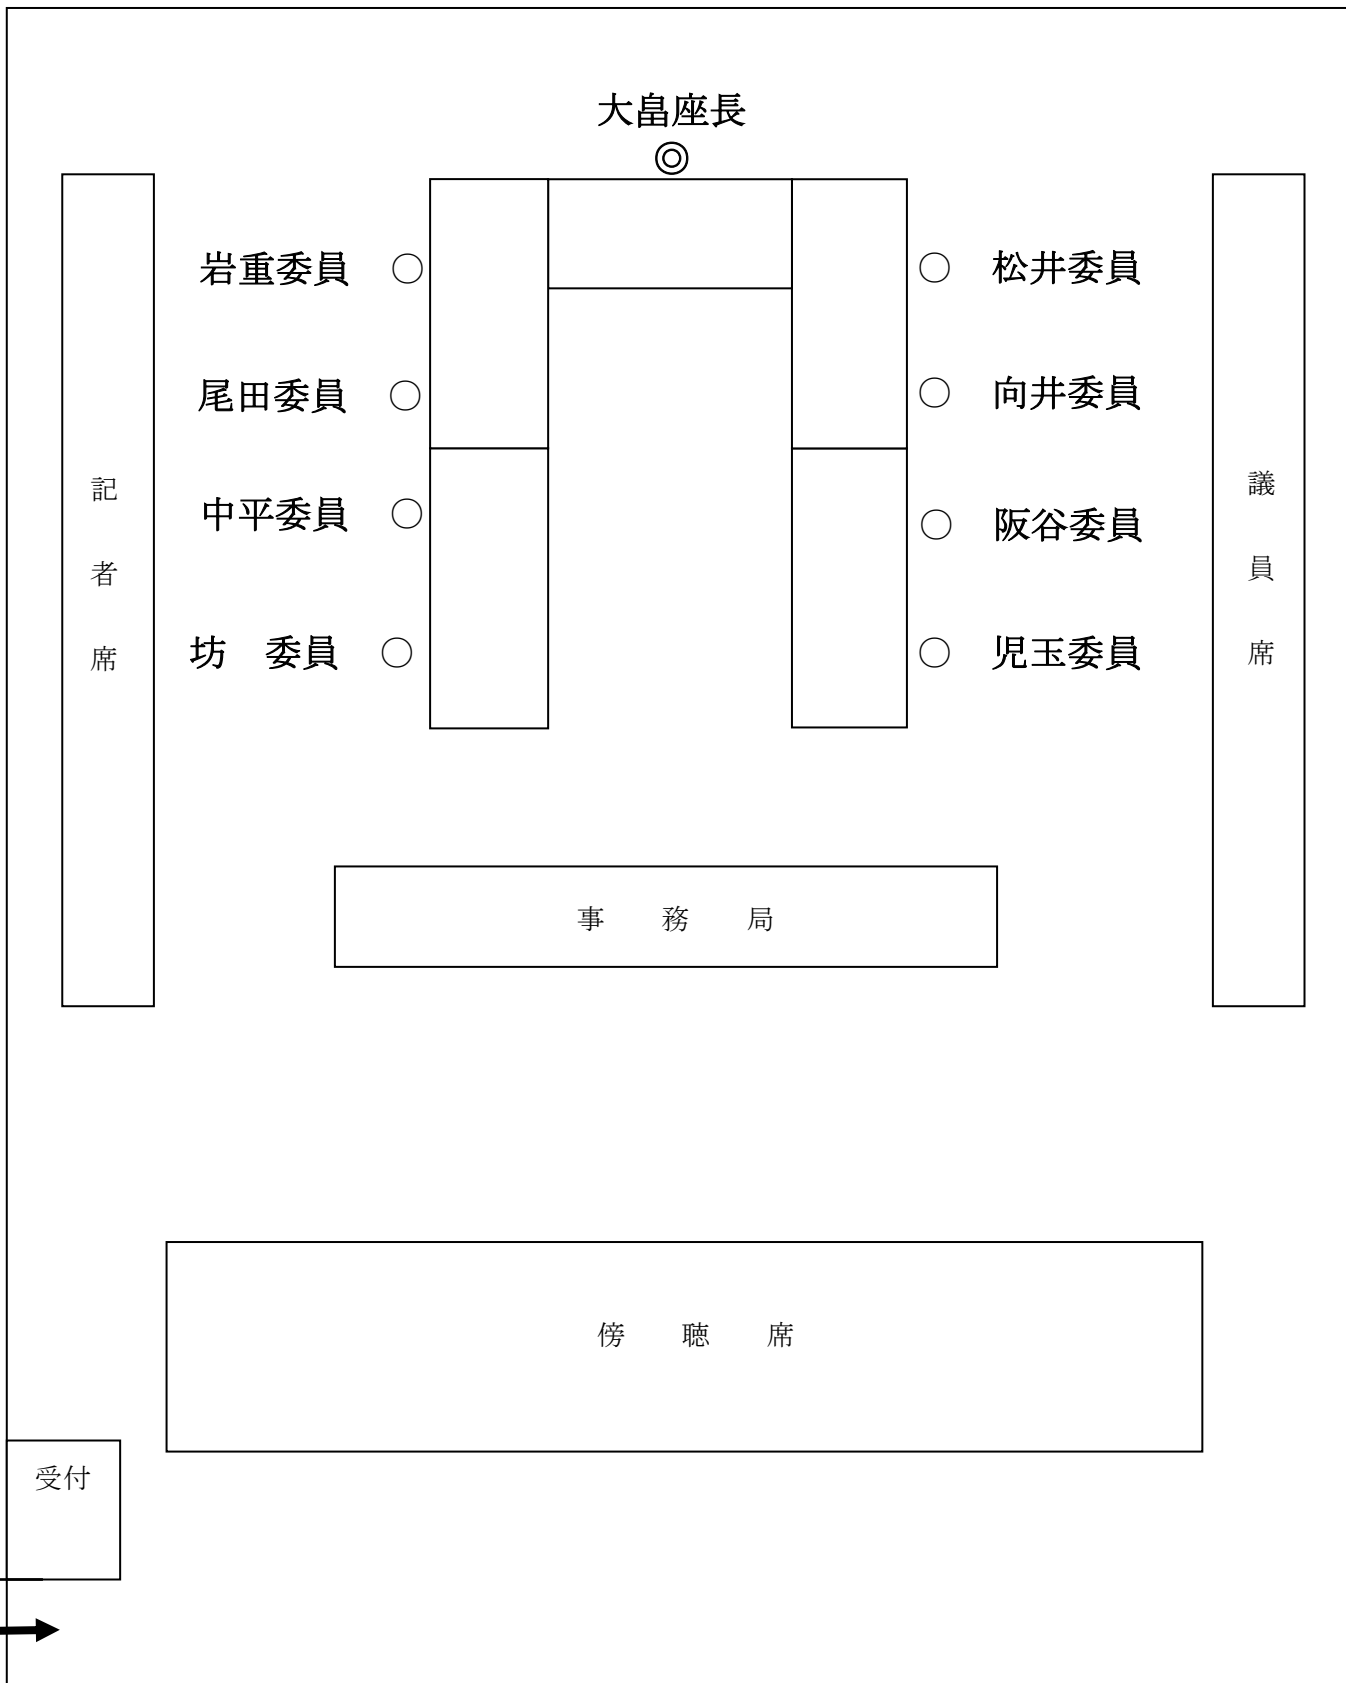 大畠座長
岩重委員 ○
○ 松井委員
尾田委員 ○
○ 向井委員
中平委員 ○
○ 阪谷委員
坊　委員 ○
○ 児玉委員
記者席
議員席
事　務　局
傍　聴　席
受付